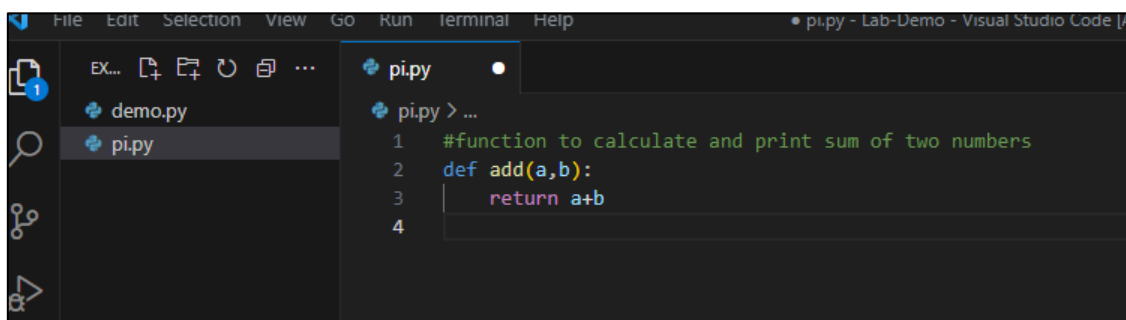 File Edit Selection View Go Run Terminal Help ● pi.py - Lab-Demo - Visual Studio Code
EX... ...
demo.py
pi.py
1
pi.py ●
pi.py > ...
1 #function to calculate and print sum of two numbers
2 def add(a,b):
3     return a+b
4